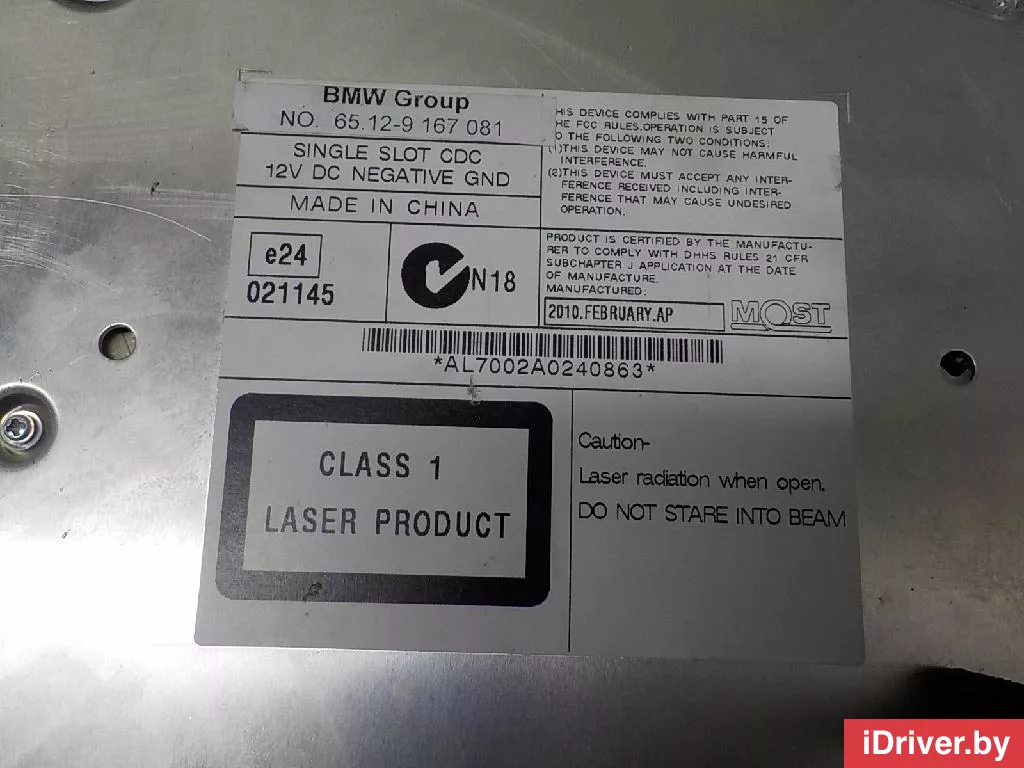 BMW Group
NO. 65.12-9 167 081
SINGLE SLOT CDC
12V DC NEGATIVE GND
MADE IN CHINA
HIS DEVICE COMPLIES WITH PART 15 OF
HE FCC RULES.OPERATION IS SUBJECT
O THE FOLLOWING TWO CONDITIONS:
(1)THIS DEVICE MAY NOT CAUSE HARMFUL
INTERFERENCE.
(2)THIS DEVICE MUST ACCEPT ANY INTER-
FERENCE RECEIVED INCLUDING INTER-
FERENCE THAT MAY CAUSE UNDESIRED
OPERATION.
e24
021145
N18
PRODUCT IS CERTIFIED BY THE MANUFACTU-
RER TO COMPLY WITH DHHS RULES 21 CFR
SUBCHAPTER J APPLICATION AT THE DATE
OF MANUFACTURE.
MANUFACTURED:
2010.FEBRUARY.AP
MOST
*AL7002A0240863*
CLASS 1
LASER PRODUCT
Caution-
Laser radiation when open.
DO NOT STARE INTO BEAM
iDriver.by